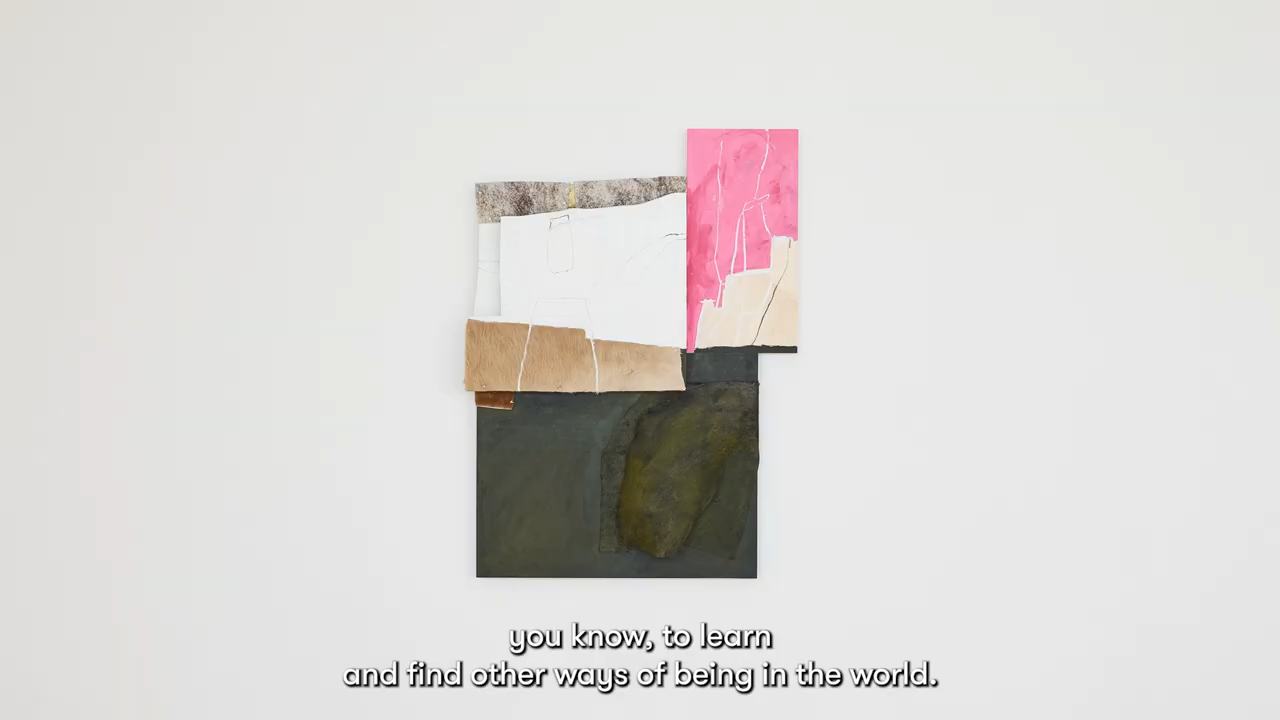 you know, to learn
and find other ways of being in the world.